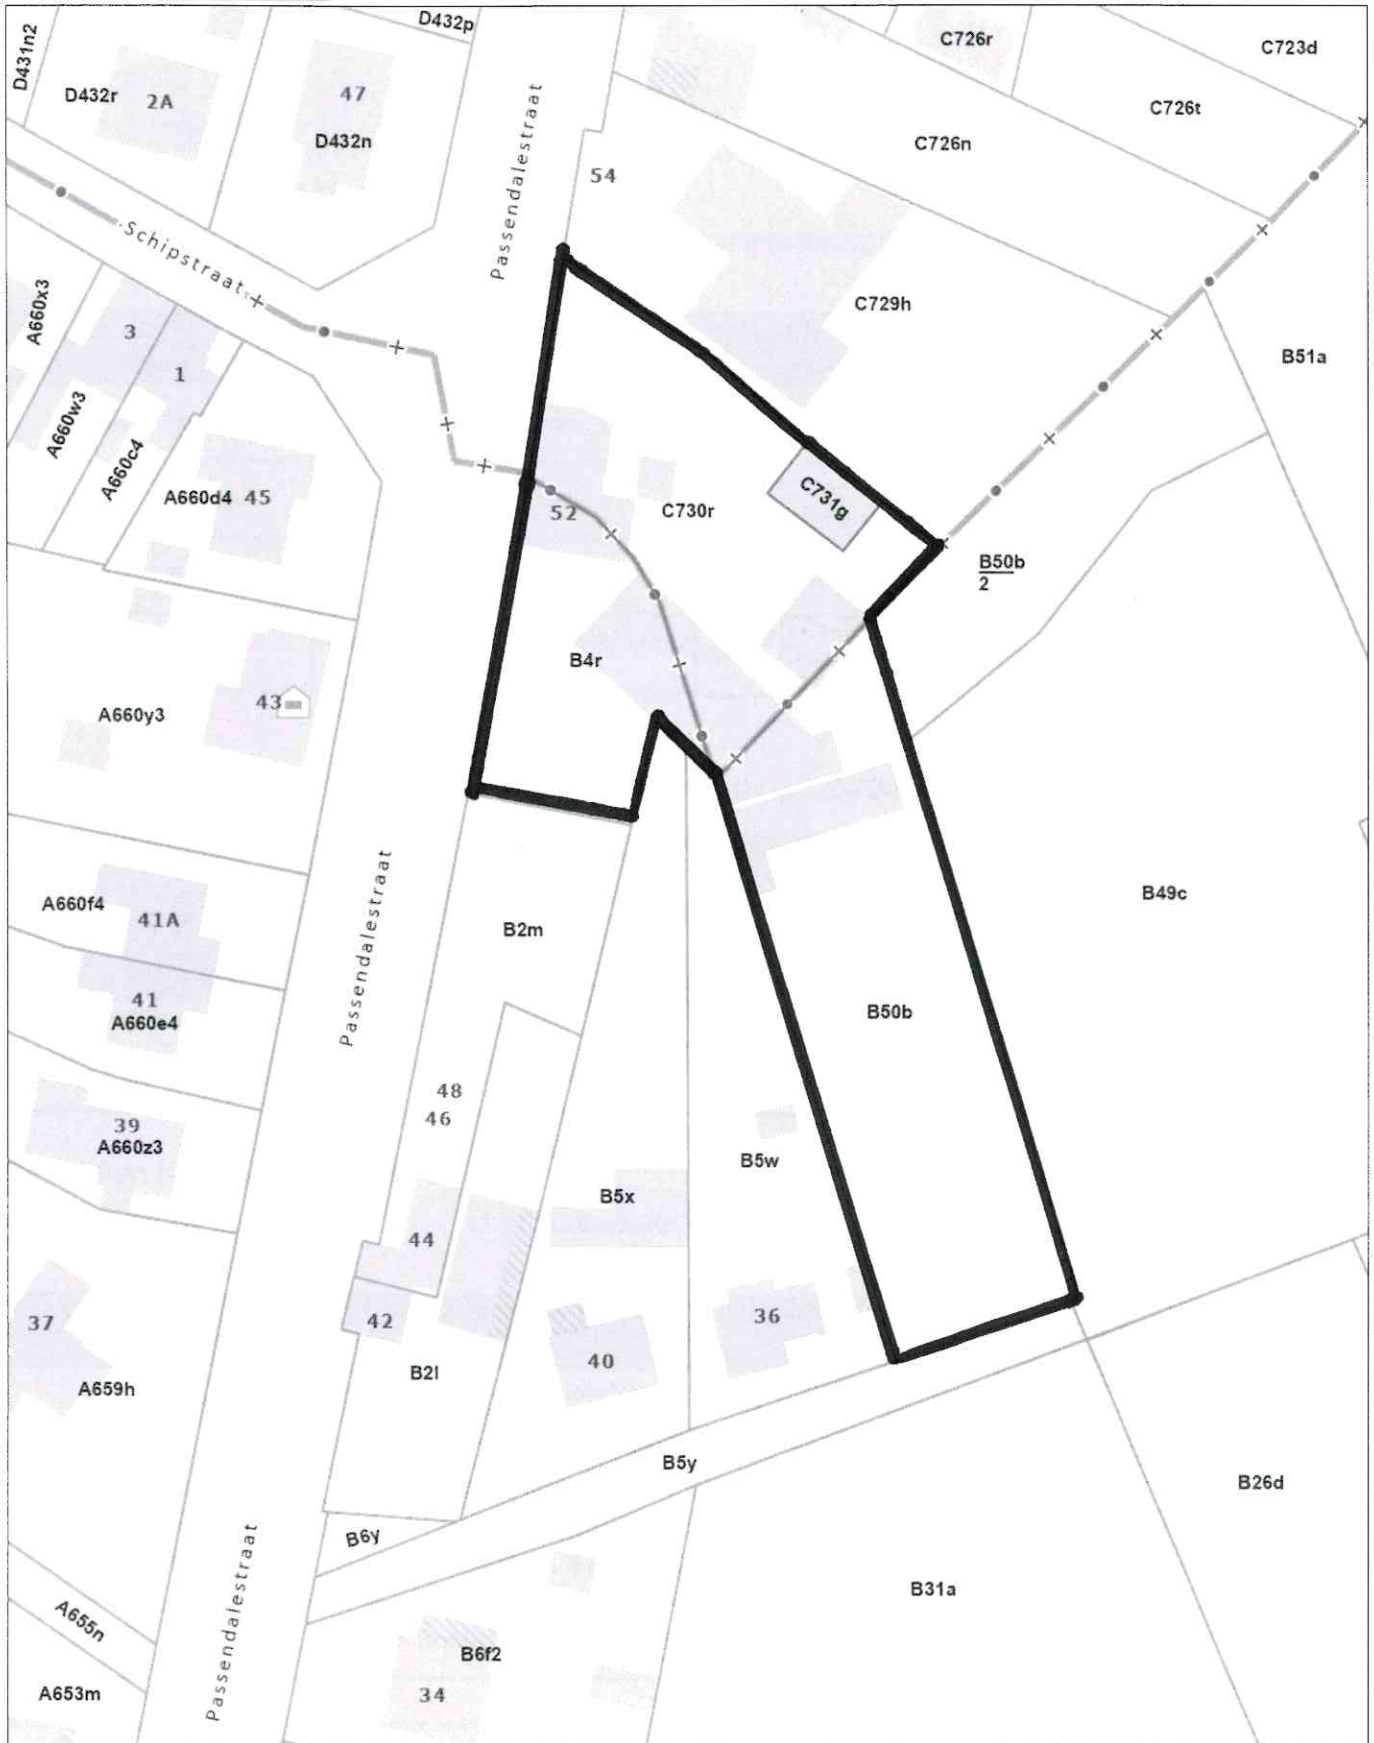 D432p
D431n2
C726r
C723d
D432r
2A
47
D432n
C726t
C726n
Passendalestraat
54
Schipstraat
A660x3
3
1
C729h
B51a
A660w3
A660c4
A660d4
45
52
C730r
C731g
B50b
2
B4r
A660y3
43
B49c
A660f4
41A
B2m
Passendalestraat
41
A660e4
B50b
48
46
39
A660z3
B5w
B5x
44
37
42
36
40
A659h
B2l
B5y
B26d
B6y
Passendalestraat
B31a
A655n
B6f2
A653m
34